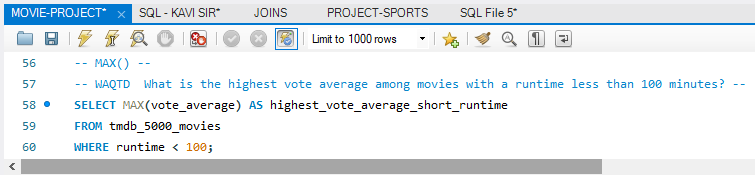 MOVIE-PROJECT* SQL - KAVI SIR* JOINS PROJECT-SPORTS SQL File 5*
Limit to 1000 rows
56 -- MAX() --
57 -- WAQTD  What is the highest vote average among movies with a runtime less than 100 minutes? --
58 SELECT MAX(vote_average) AS highest_vote_average_short_runtime
59 FROM tmdb_5000_movies
60 WHERE runtime < 100;